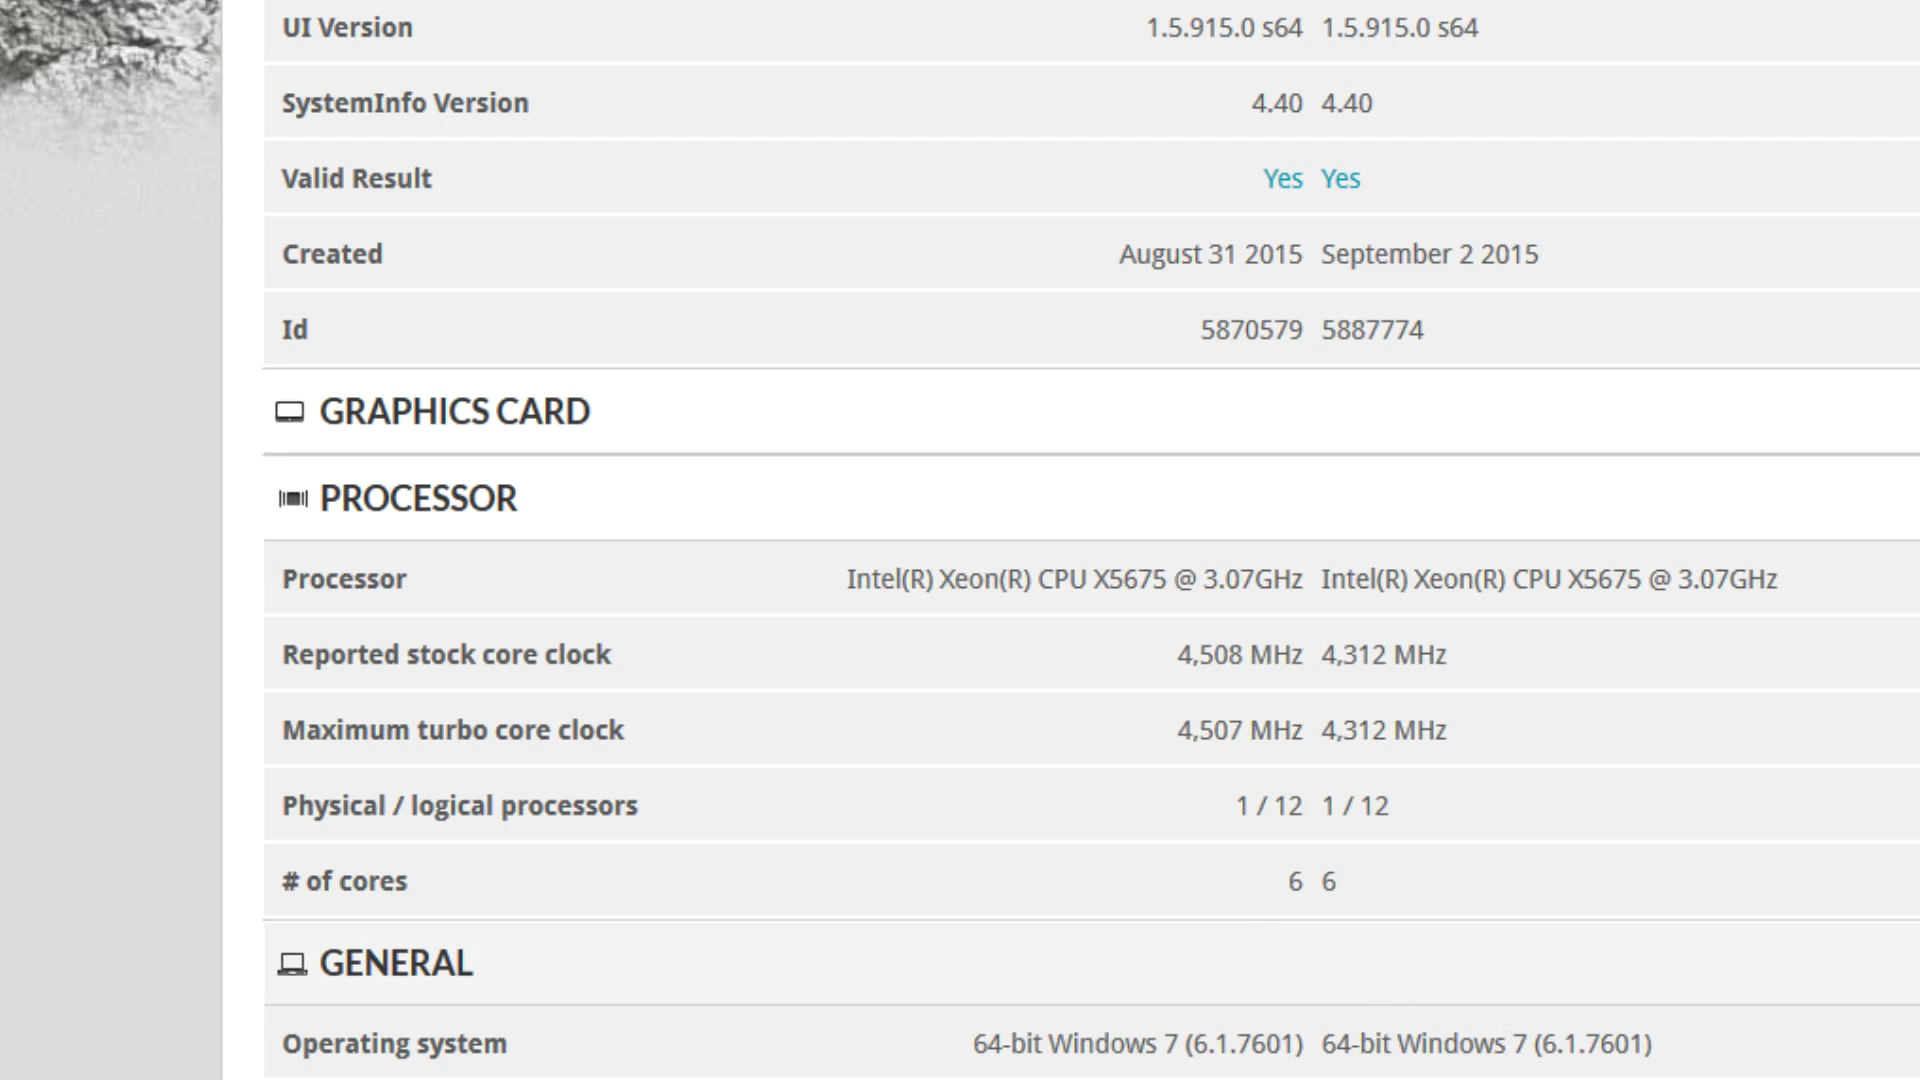 UI Version 1.5.915.0 s64 1.5.915.0 s64
SystemInfo Version 4.40 4.40
Valid Result Yes Yes
Created August 31 2015 September 2 2015
Id 5870579 5887774
GRAPHICS CARD
PROCESSOR
Processor Intel(R) Xeon(R) CPU X5675 @ 3.07GHz Intel(R) Xeon(R) CPU X5675 @ 3.07GHz
Reported stock core clock 4,508 MHz 4,312 MHz
Maximum turbo core clock 4,507 MHz 4,312 MHz
Physical / logical processors 1 / 12 1 / 12
# of cores 6 6
GENERAL
Operating system 64-bit Windows 7 (6.1.7601) 64-bit Windows 7 (6.1.7601)